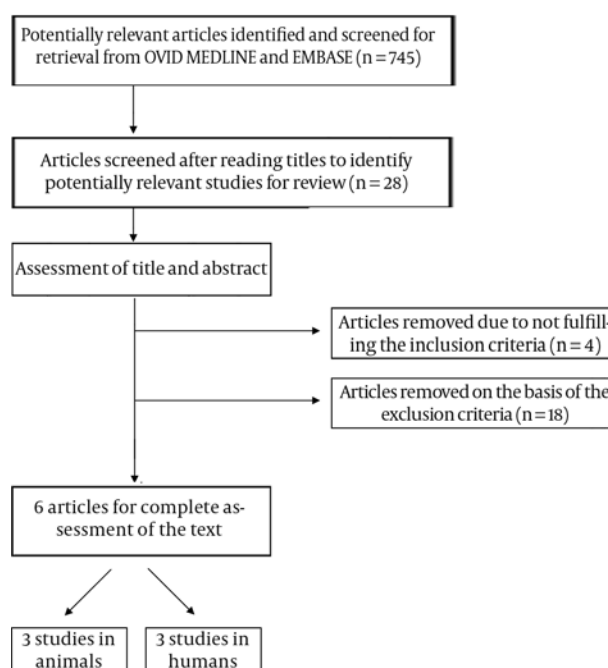 Potentially relevant articles identified and screened for
retrieval from OVID MEDLINE and EMBASE (n = 745)
Articles screened after reading titles to identify
potentially relevant studies for review (n = 28)
Assessment of title and abstract
Articles removed due to not fulfill-
ing the inclusion criteria (n = 4)
Articles removed on the basis of the
exclusion criteria (n = 18)
6 articles for complete as-
sessment of the text
3 studies in
animals
3 studies in
humans